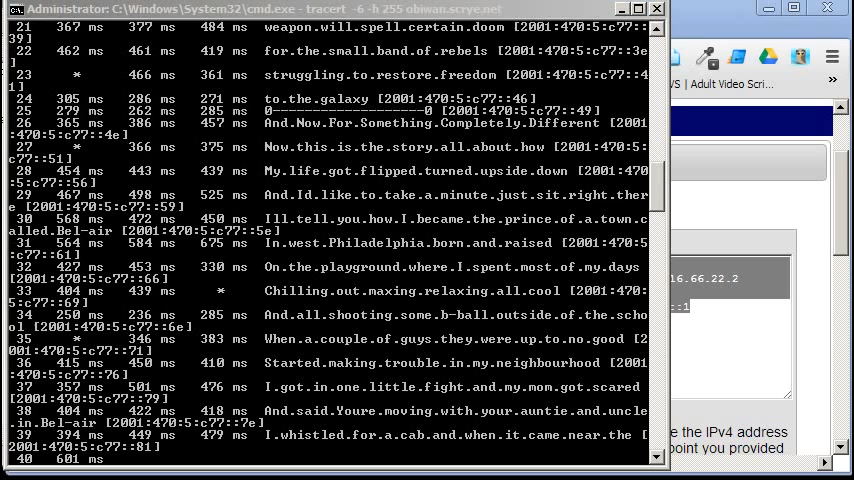 Administrator: C:\Windows\System32\cmd.exe - tracert  -6 -h 255 obiwan.scrye.net
21   367 ms   377 ms   484 ms  weapon.will.spell.certain.doom [2001:470:5:c77::
39]
22   462 ms   461 ms   419 ms  for.the.small.band.of.rebels [2001:470:5:c77::3e
]
23     *      466 ms   361 ms  struggling.to.restore.freedom [2001:470:5:c77::4
1]
24   305 ms   286 ms   271 ms  to.the.galaxy [2001:470:5:c77::46]
25   279 ms   262 ms   285 ms  0-------------------0 [2001:470:5:c77::49]
26   365 ms   386 ms   457 ms  And.Now.For.Something.Completely.Different [2001
:470:5:c77::4e]
27     *      366 ms   375 ms  Now.this.is.the.story.all.about.how [2001:470:5:
c77::51]
28   454 ms   443 ms   439 ms  My.life.got.flipped.turned.upside.down [2001:470
:5:c77::56]
29   467 ms   498 ms   525 ms  And.Id.like.to.take.a.minute.just.sit.right.ther
e [2001:470:5:c77::59]
30   568 ms   472 ms   450 ms  Ill.tell.you.how.I.became.the.prince.of.a.town.c
alled.Bel-air [2001:470:5:c77::5e]
31   564 ms   584 ms   675 ms  In.west.Philadelphia.born.and.raised [2001:470:5
:c77::61]
32   427 ms   453 ms   330 ms  On.the.playground.where.I.spent.most.of.my.days
[2001:470:5:c77::66]
33   404 ms   439 ms     *     Chilling.out.maxing.relaxing.all.cool [2001:470:
5:c77::69]
34   250 ms   236 ms   285 ms  And.all.shooting.some.b-ball.outside.of.the.scho
ol [2001:470:5:c77::6e]
35     *      346 ms   383 ms  When.a.couple.of.guys.they.were.up.to.no.good [2
001:470:5:c77::71]
36   415 ms   450 ms   410 ms  Started.making.trouble.in.my.neighbourhood [2001
:470:5:c77::76]
37   357 ms   501 ms   476 ms  I.got.in.one.little.fight.and.my.mom.got.scared
[2001:470:5:c77::79]
38   404 ms   422 ms   418 ms  And.said.Youre.moving.with.your.auntie.and.uncle
.in.Bel-air [2001:470:5:c77::7e]
39   394 ms   449 ms   479 ms  I.whistled.for.a.cab.and.when.it.came.near.the [
2001:470:5:c77::81]
40   601 ms
WS | Adult Video Scri... »
16.66.22.2
::1
e the IPv4 address
point you provided